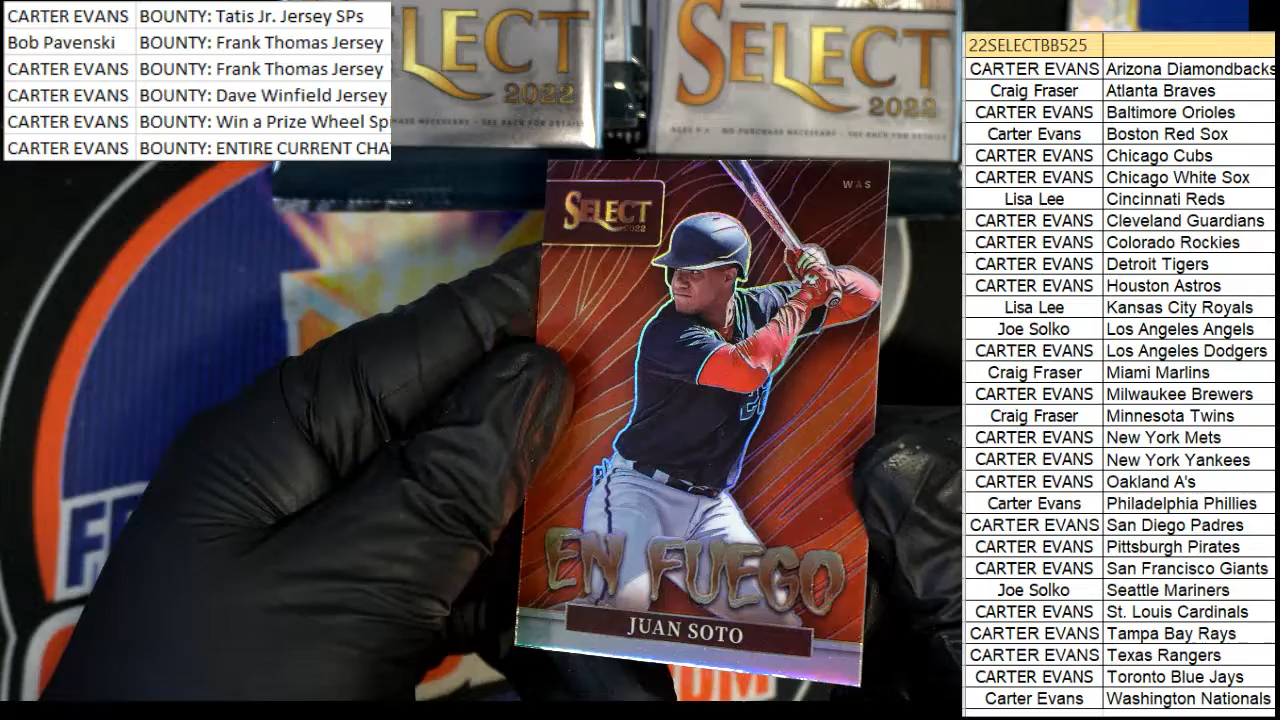 CARTER EVANS BOUNTY: Tatis Jr. Jersey SPs
Bob Pavenski BOUNTY: Frank Thomas Jersey
CARTER EVANS BOUNTY: Frank Thomas Jersey
CARTER EVANS BOUNTY: Dave Winfield Jersey
CARTER EVANS BOUNTY: Win a Prize Wheel Sp
CARTER EVANS BOUNTY: ENTIRE CURRENT CHA
SELECT
2022
SELECT
2022
NO PURCHASE NECESSARY - SEE BACK FOR DETAILS
22SELECTBB525
CARTER EVANS Arizona Diamondbacks
Craig Fraser Atlanta Braves
CARTER EVANS Baltimore Orioles
Carter Evans Boston Red Sox
CARTER EVANS Chicago Cubs
CARTER EVANS Chicago White Sox
Lisa Lee Cincinnati Reds
CARTER EVANS Cleveland Guardians
CARTER EVANS Colorado Rockies
CARTER EVANS Detroit Tigers
CARTER EVANS Houston Astros
Lisa Lee Kansas City Royals
Joe Solko Los Angeles Angels
CARTER EVANS Los Angeles Dodgers
Craig Fraser Miami Marlins
CARTER EVANS Milwaukee Brewers
Craig Fraser Minnesota Twins
CARTER EVANS New York Mets
CARTER EVANS New York Yankees
CARTER EVANS Oakland A's
Carter Evans Philadelphia Phillies
CARTER EVANS San Diego Padres
CARTER EVANS Pittsburgh Pirates
CARTER EVANS San Francisco Giants
Joe Solko Seattle Mariners
CARTER EVANS St. Louis Cardinals
CARTER EVANS Tampa Bay Rays
CARTER EVANS Texas Rangers
CARTER EVANS Toronto Blue Jays
Carter Evans Washington Nationals
WAS
SELECT
2022
EN FUEGO
JUAN SOTO